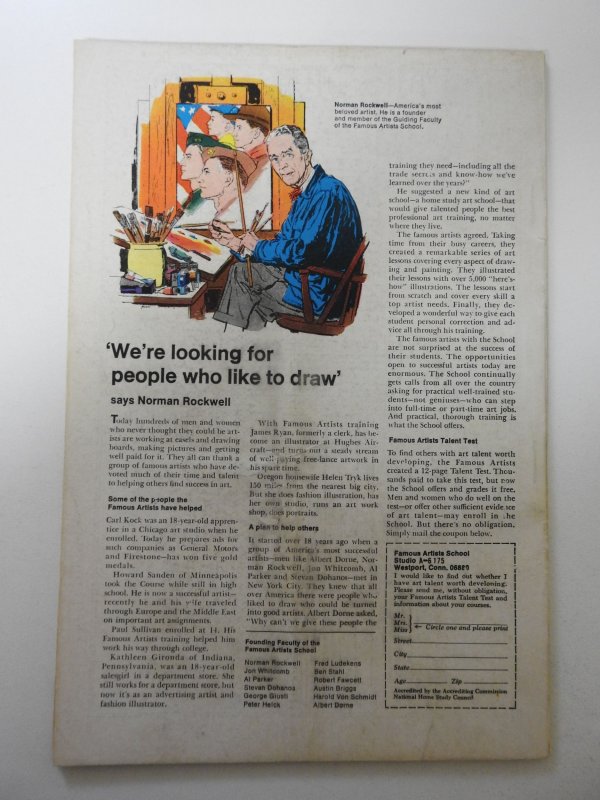 Norman Rockwell—America's most
beloved artist. He is a founder
and member of the Guiding Faculty
of the Famous Artists School.
'We're looking for
people who like to draw'
says Norman Rockwell
Today hundreds of men and women
who never thought they could be art-
ists are working at easels and drawing
boards, making pictures and getting
well paid for it. They all can thank a
group of famous artists who have de-
voted much of their time and talent
to helping others find success in art.
Some of the people the
Famous Artists have helped
Carl Kock was an 18-year-old appren-
tice in a Chicago art studio when he
enrolled. Today he prepares ads for
such companies as General Motors
and Firestone—has won five gold
medals.
Howard Sanden of Minneapolis
took the Course while still in high
school. He is now a successful artist—
recently he and his wife traveled
through Europe and the Middle East
on important art assignments.
Paul Sullivan enrolled at 14. His
Famous Artists training helped him
work his way through college.
Kathleen Gironda of Indiana,
Pennsylvania, was an 18-year-old
salesgirl in a department store. She
still works for a department store, but
now it's as an advertising artist and
fashion illustrator.
With Famous Artists training
James Ryan, formerly a clerk, has be-
come an illustrator at Hughes Air-
craft—and turns out a steady stream
of well-paying free-lance artwork in
his spare time.
Oregon housewife Helen Tryk lives
150 miles from the nearest big city.
But she does fashion illustration, has
her own studio, runs an art work
shop, does portraits.
A plan to help others
It started over 18 years ago when a
group of America's most successful
artists—men like Albert Dorne, Nor-
man Rockwell, Jon Whitcomb, Al
Parker and Stevan Dohanos—met in
New York City. They knew that all
over America there were people who
liked to draw who could be turned
into good artists. Albert Dorne asked,
"Why can't we give these people the
Founding Faculty of the
Famous Artists School
Norman Rockwell
Jon Whitcomb
Al Parker
Stevan Dohanos
George Giusti
Peter Helck
Fred Ludekens
Ben Stahl
Robert Fawcett
Austin Briggs
Harold Von Schmidt
Albert Dorne
training they need—including all the
trade secrets and know-how we've
learned over the years?"
He suggested a new kind of art
school—a home study art school—that
would give talented people the best
professional art training, no matter
where they live.
The famous artists agreed. Taking
time from their busy careers, they
created a remarkable series of art
lessons covering every aspect of draw-
ing and painting. They illustrated
their lessons with over 5,000 "here's-
how" illustrations. The lessons start
from scratch and cover every skill a
top artist needs. Finally, they de-
veloped a wonderful way to give each
student personal correction and ad-
vice all through his training.
The famous artists with the School
are not surprised at the success of
their students. The opportunities
open to successful artists today are
enormous. The School continually
gets calls from all over the country
asking for practical well-trained stu-
dents—not geniuses—who can step
into full-time or part-time art jobs.
And practical, thorough training is
what the School offers.
Famous Artists Talent Test
To find others with art talent worth
developing, the Famous Artists
created a 12-page Talent Test. Thou-
sands paid to take this test, but now
the School offers and grades it free.
Men and women who do well on the
test—or offer other sufficient evidence
of art talent—may enroll in the
School. But there's no obligation.
Simply mail the coupon below.
Famous Artists School
Studio A-6175
Westport, Conn. 06880
I would like to find out whether I
have art talent worth developing.
Please send me, without obligation,
your Famous Artists Talent Test and
information about your courses.
Mr.
Mrs. ← Circle one and please print
Miss
Street
City
State
Age Zip
Accredited by the Accrediting Commission
National Home Study Council